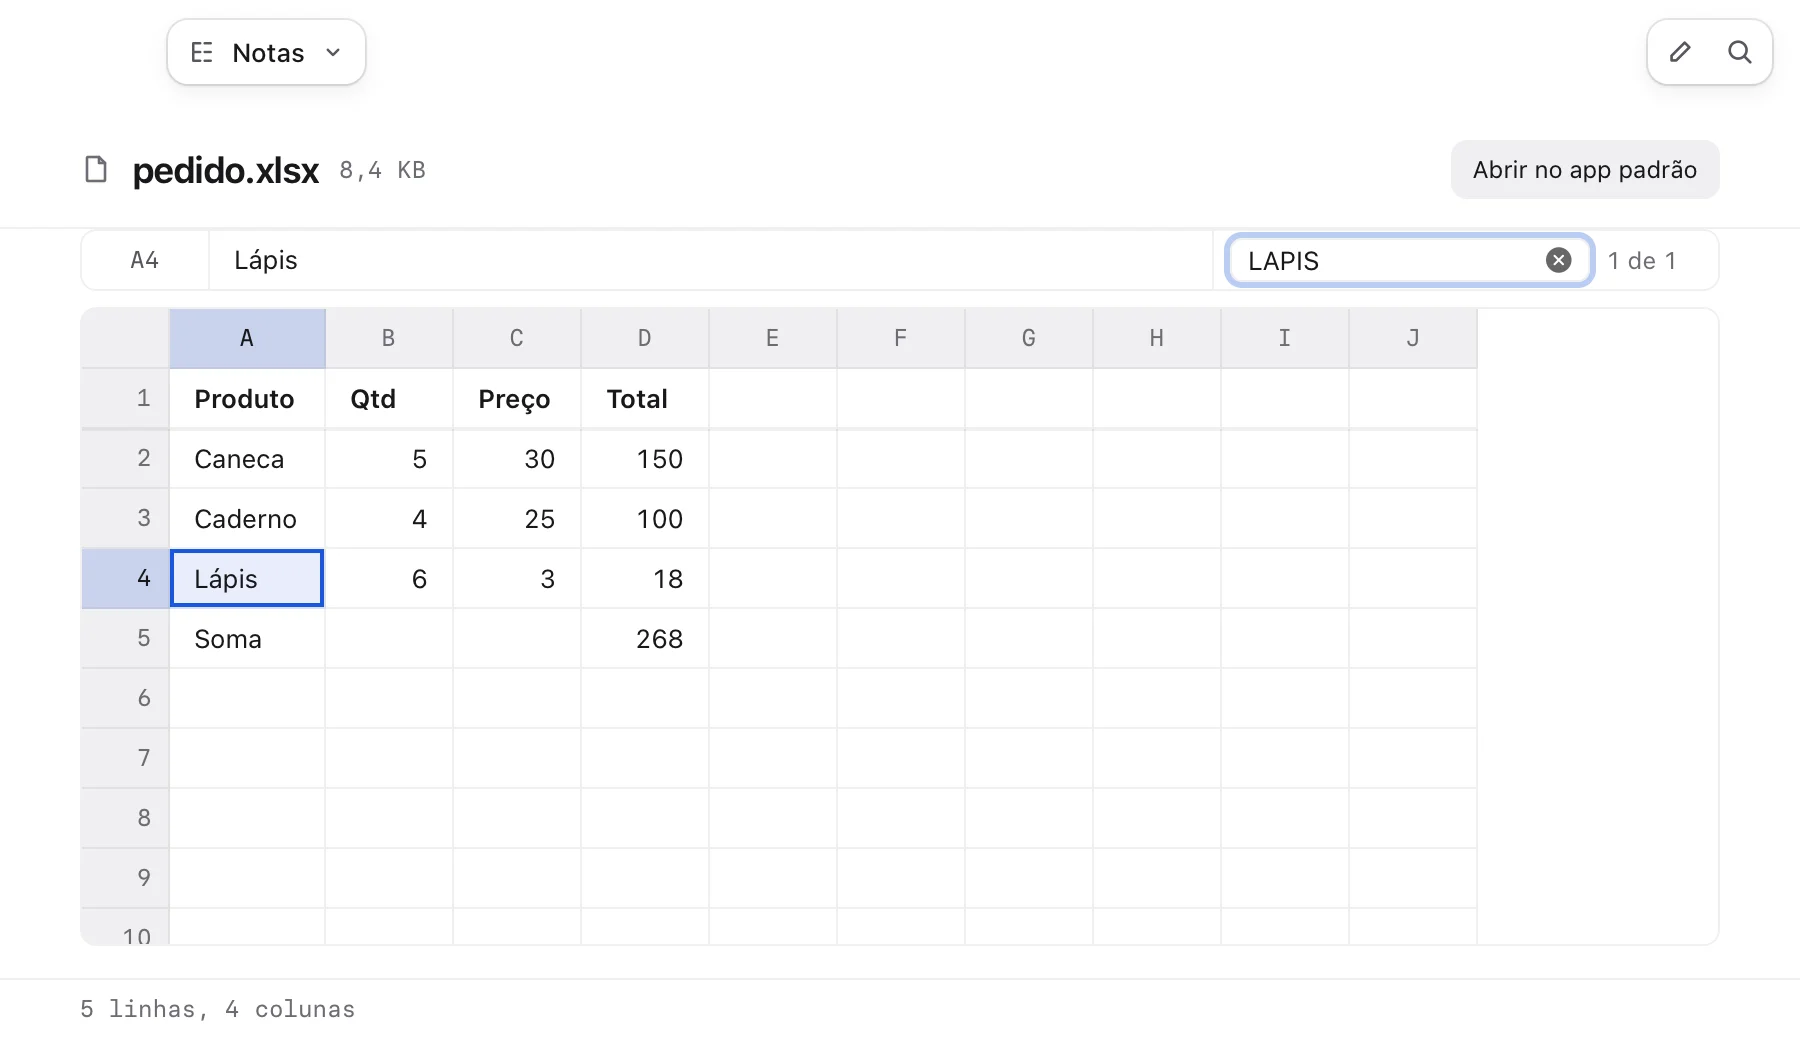 Notas
pedido.xlsx 8,4 KB
Abrir no app padrão
A4 Lápis LAPIS 1 de 1
A B C D E F G H I J
1 Produto Qtd Preço Total
2 Caneca 5 30 150
3 Caderno 4 25 100
4 Lápis 6 3 18
5 Soma 268
6
7
8
9
10
5 linhas, 4 colunas